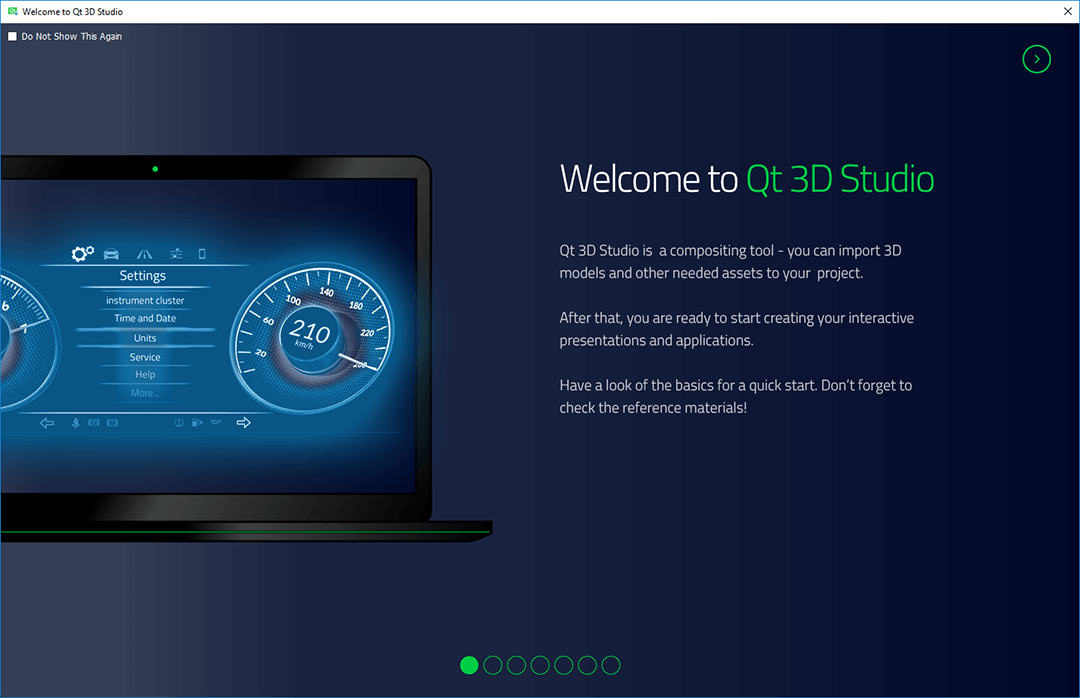 Welcome to Qt 3D Studio
Do Not Show This Again
Welcome to Qt 3D Studio
Qt 3D Studio is  a compositing tool - you can import 3D
models and other needed assets to your  project.
After that, you are ready to start creating your interactive
presentations and applications.
Have a look of the basics for a quick start. Don't forget to
check the reference materials!
Settings
instrument cluster
Time and Date
Units
Service
Help
More...
6
7
20
60
100
140
180
220
260
210
km/h